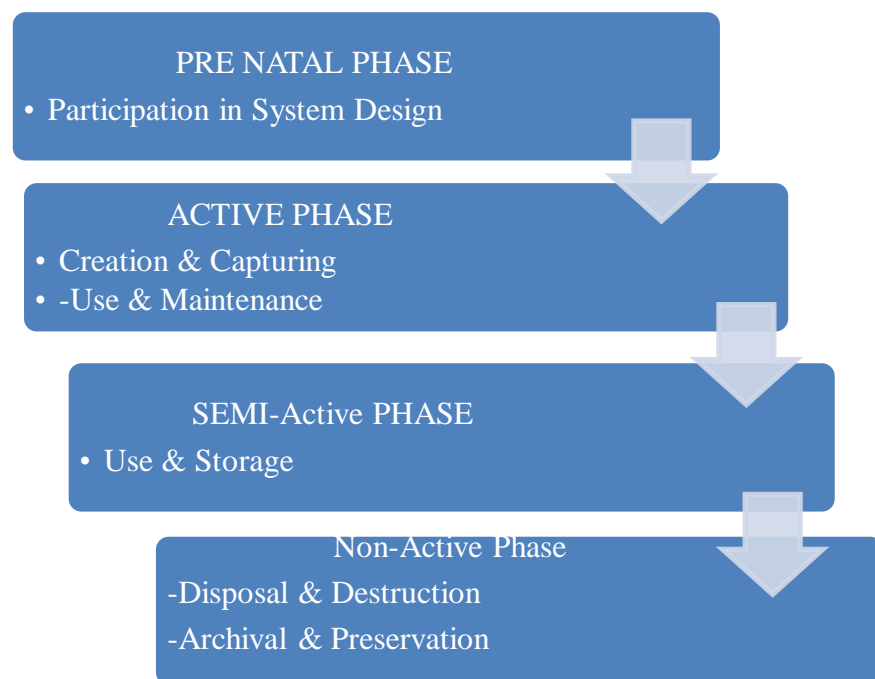 PRE NATAL PHASE
• Participation in System Design
ACTIVE PHASE
• Creation & Capturing
• -Use & Maintenance
SEMI-Active PHASE
• Use & Storage
Non-Active Phase
-Disposal & Destruction
-Archival & Preservation